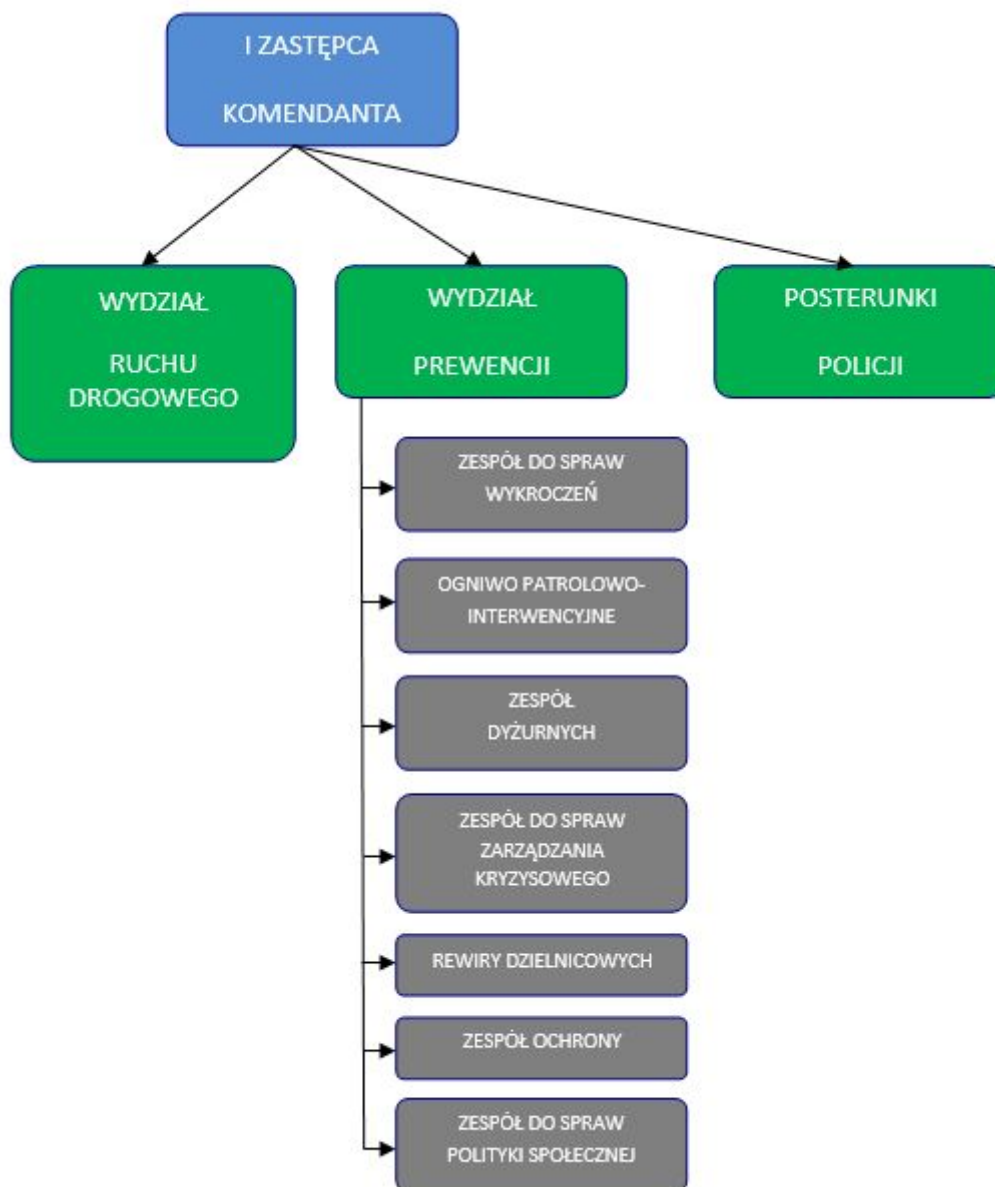 I ZASTĘPCA
KOMENDANTA
WYDZIAŁ
RUCHU
DROGOWEGO
WYDZIAŁ
PREWENCJI
POSTERUNKI
POLICJI
ZESPÓŁ DO SPRAW
WYKROCZEŃ
OGNIWO PATROLOWO-
INTERWENCYJNE
ZESPÓŁ
DYŻURNYCH
ZESPÓŁ DO SPRAW
ZARZĄDZANIA
KRYZYSOWEGO
REWIRY DZIELNICOWYCH
ZESPÓŁ OCHRONY
ZESPÓŁ DO SPRAW
POLITYKI SPOŁECZNEJ